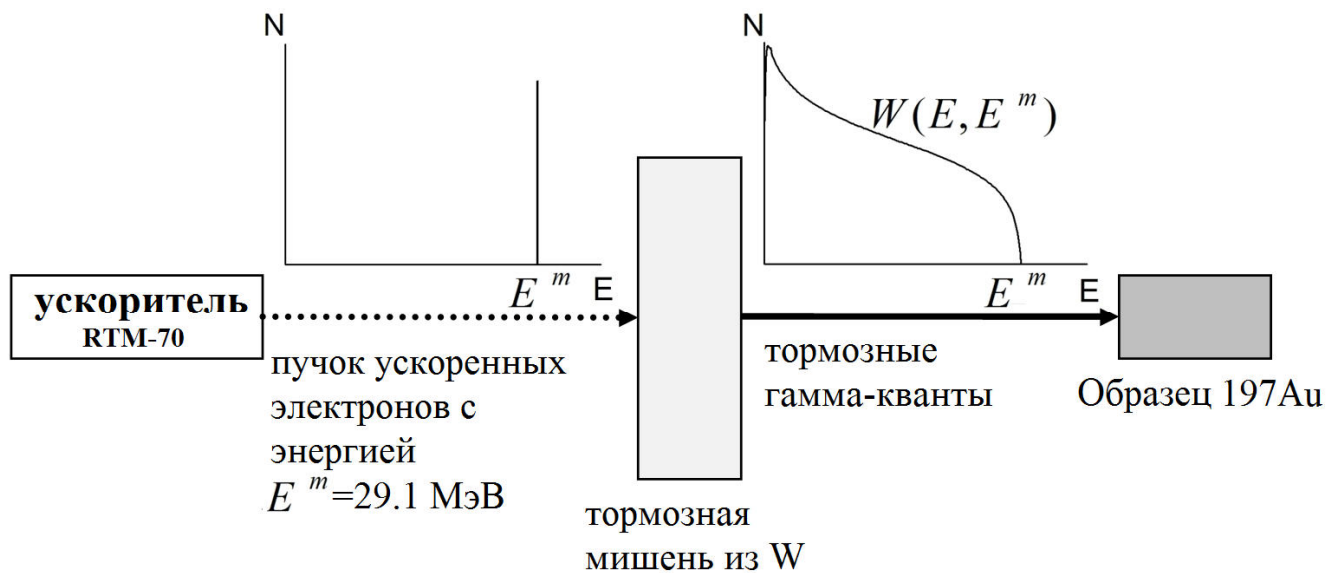 N
E ᵐ
E
N
W(E, E ᵐ)
E ᵐ
E
ускоритель
RTM-70
пучок ускоренных
электронов с
энергией
E ᵐ=29.1 МэВ
тормозная
мишень из W
тормозные
гамма-кванты
Образец 197Au